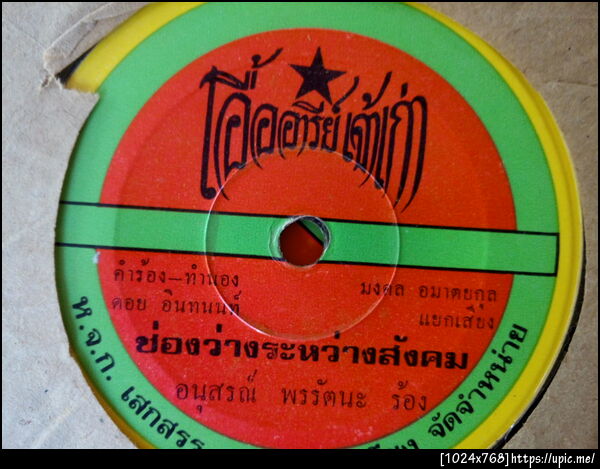 โอื้ออารีย์เต้าเก่า
คำร้อง–ทำนอง
ดอย อินทนนท์
มงคล อมาตยกุล
แยกเสียง
ช่องว่างระหว่างสังคม
อนุสรณ์ พรรัตนะ ร้อง
ห.จ.ก. เสกสรร
จัดจำหน่าย
[1024x768]https://upic.me/